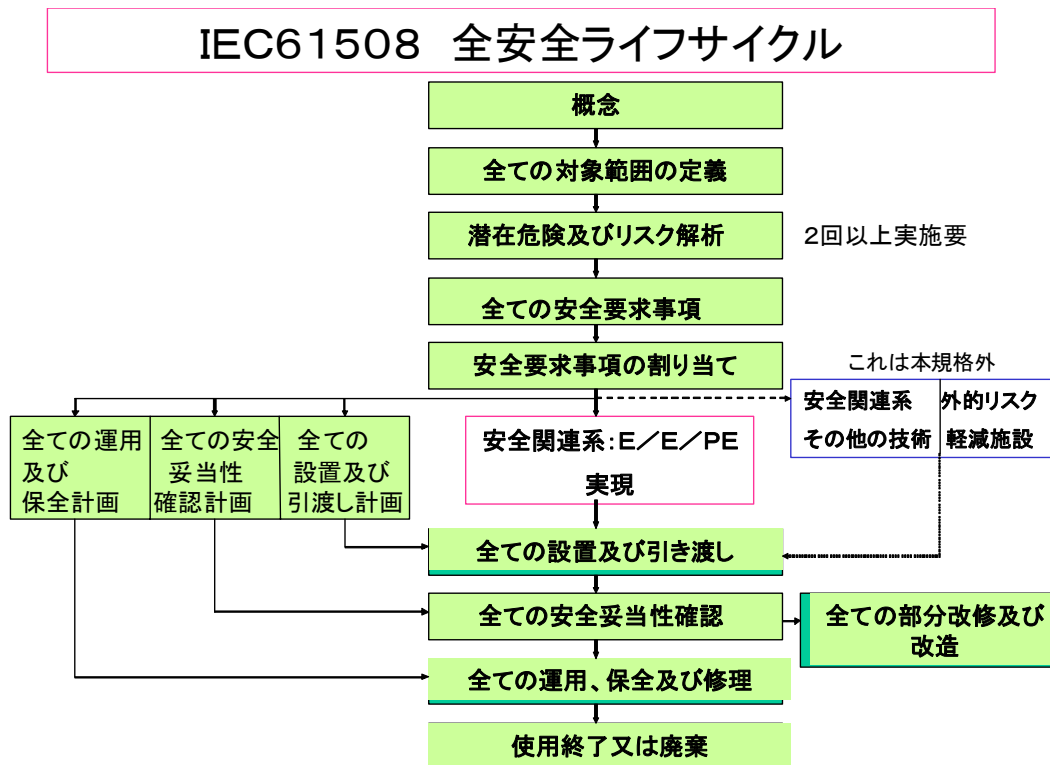 IEC61508 全安全ライフサイクル
概念
全ての対象範囲の定義
潜在危険及びリスク解析
2回以上実施要
全ての安全要求事項
安全要求事項の割り当て
これは本規格外
安全関連系
その他の技術
外的リスク
軽減施設
全ての運用
及び
保全計画
全ての安全
妥当性
確認計画
全ての
設置及び
引渡し計画
安全関連系:E/E/PE
実現
全ての設置及び引き渡し
全ての安全妥当性確認
全ての部分改修及び
改造
全ての運用、保全及び修理
使用終了又は廃棄